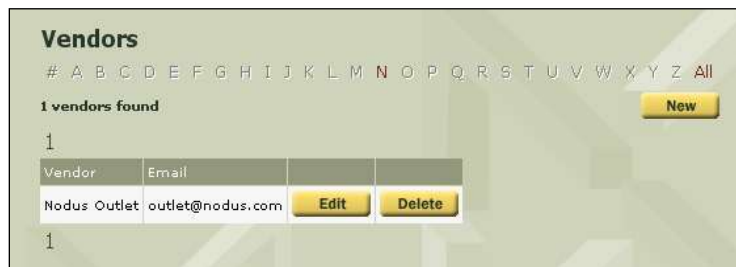 Vendors
# A B C D E F G H I J K L M N O P Q R S T U V W X Y Z All
1 vendors found New
1
Vendor Email
Nodus Outlet outlet@nodus.com Edit Delete
1